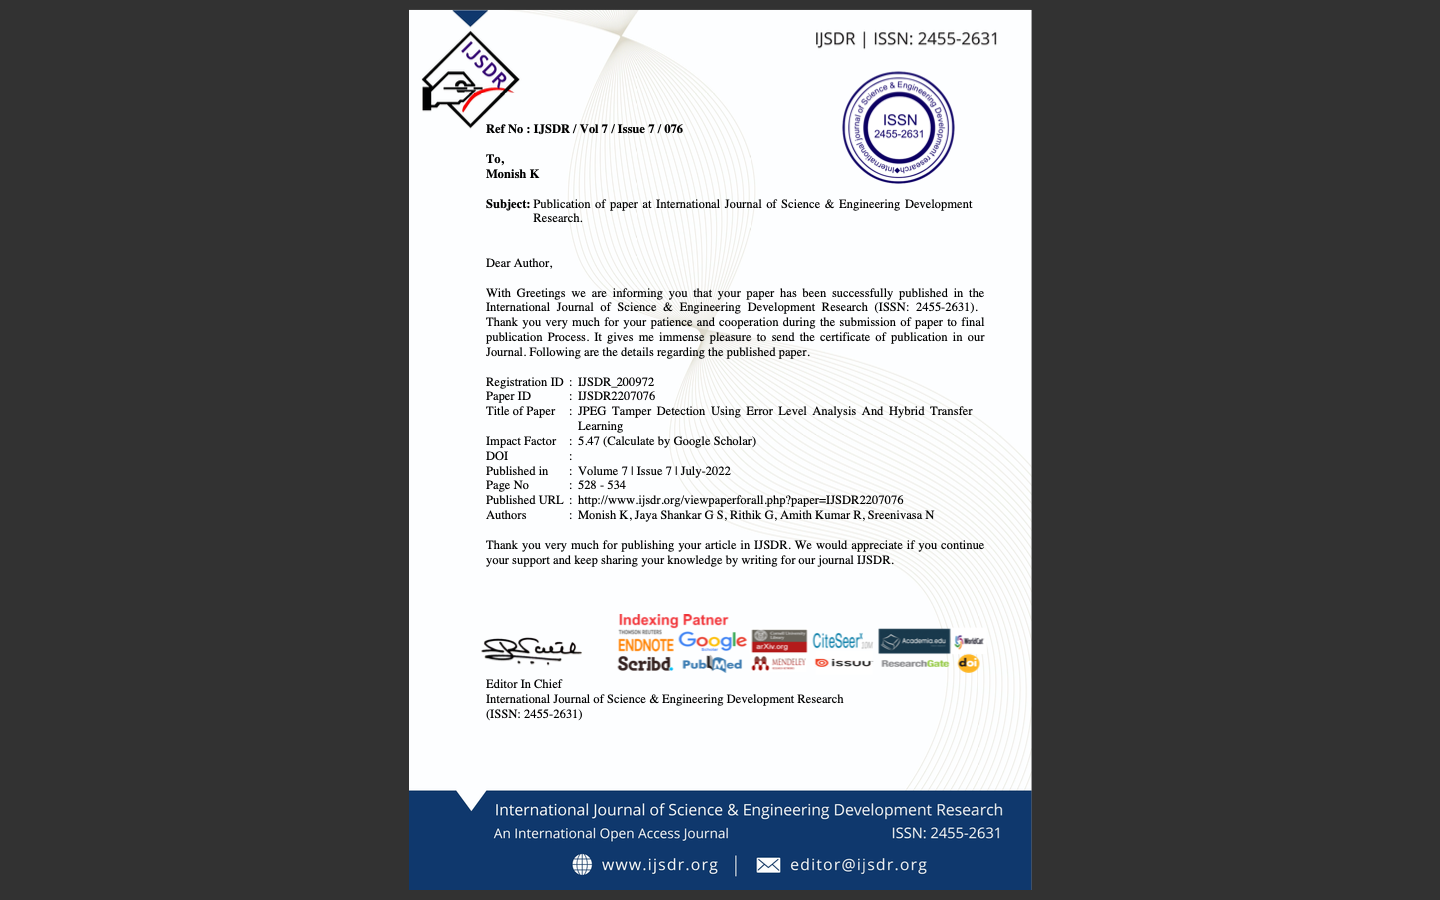 IJSDR | ISSN: 2455-2631
IJSDR
International journal of Science & Engineering Development research
ISSN
2455-2631
Ref No : IJSDR / Vol 7 / Issue 7 / 076
To,
Monish K
Subject: Publication of paper at International Journal of Science & Engineering Development
Research.
Dear Author,
With Greetings we are informing you that your paper has been successfully published in the
International Journal of Science & Engineering Development Research (ISSN: 2455-2631).
Thank you very much for your patience and cooperation during the submission of paper to final
publication Process. It gives me immense pleasure to send the certificate of publication in our
Journal. Following are the details regarding the published paper.
Registration ID : IJSDR_200972
Paper ID : IJSDR2207076
Title of Paper : JPEG Tamper Detection Using Error Level Analysis And Hybrid Transfer
Learning
Impact Factor : 5.47 (Calculate by Google Scholar)
DOI :
Published in : Volume 7 | Issue 7 | July-2022
Page No : 528 - 534
Published URL : http://www.ijsdr.org/viewpaperforall.php?paper=IJSDR2207076
Authors : Monish K, Jaya Shankar G S, Rithik G, Amith Kumar R, Sreenivasa N
Thank you very much for publishing your article in IJSDR. We would appreciate if you continue
your support and keep sharing your knowledge by writing for our journal IJSDR.
Indexing Patner
THOMSON REUTERS
ENDNOTE Google Scholar Cornell University Library arXiv.org CiteSeerX 10M Academia.edu WorldCat
Scribd. PubMed MENDELEY issuu ResearchGate doi
Editor In Chief
International Journal of Science & Engineering Development Research
(ISSN: 2455-2631)
International Journal of Science & Engineering Development Research
An International Open Access Journal ISSN: 2455-2631
www.ijsdr.org | editor@ijsdr.org